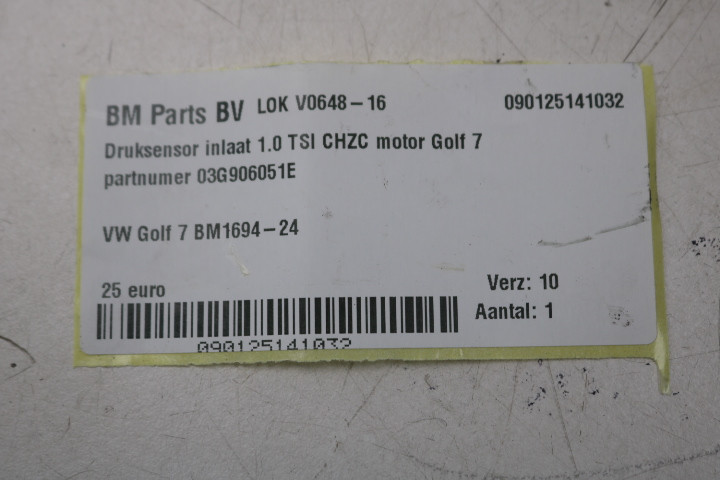 BM Parts BV LOK V0648-16 090125141032
Druksensor inlaat 1.0 TSI CHZC motor Golf 7
partnumer 03G906051E
VW Golf 7 BM1694-24
25 euro Verz: 10
Aantal: 1
090125141032